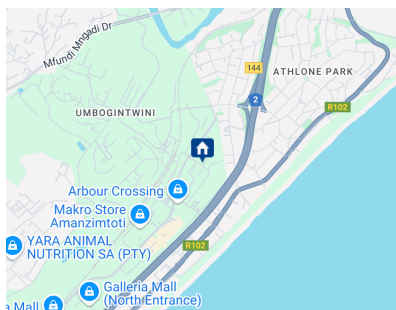 Mfundi Mngadi Dr
144
ATHLONE PARK
2
R102
UMBOGINTWINI
Arbour Crossing
Makro Store
Amanzimtoti
R102
YARA ANIMAL
NUTRITION SA (PTY)
Galleria Mall
(North Entrance)
a Mall